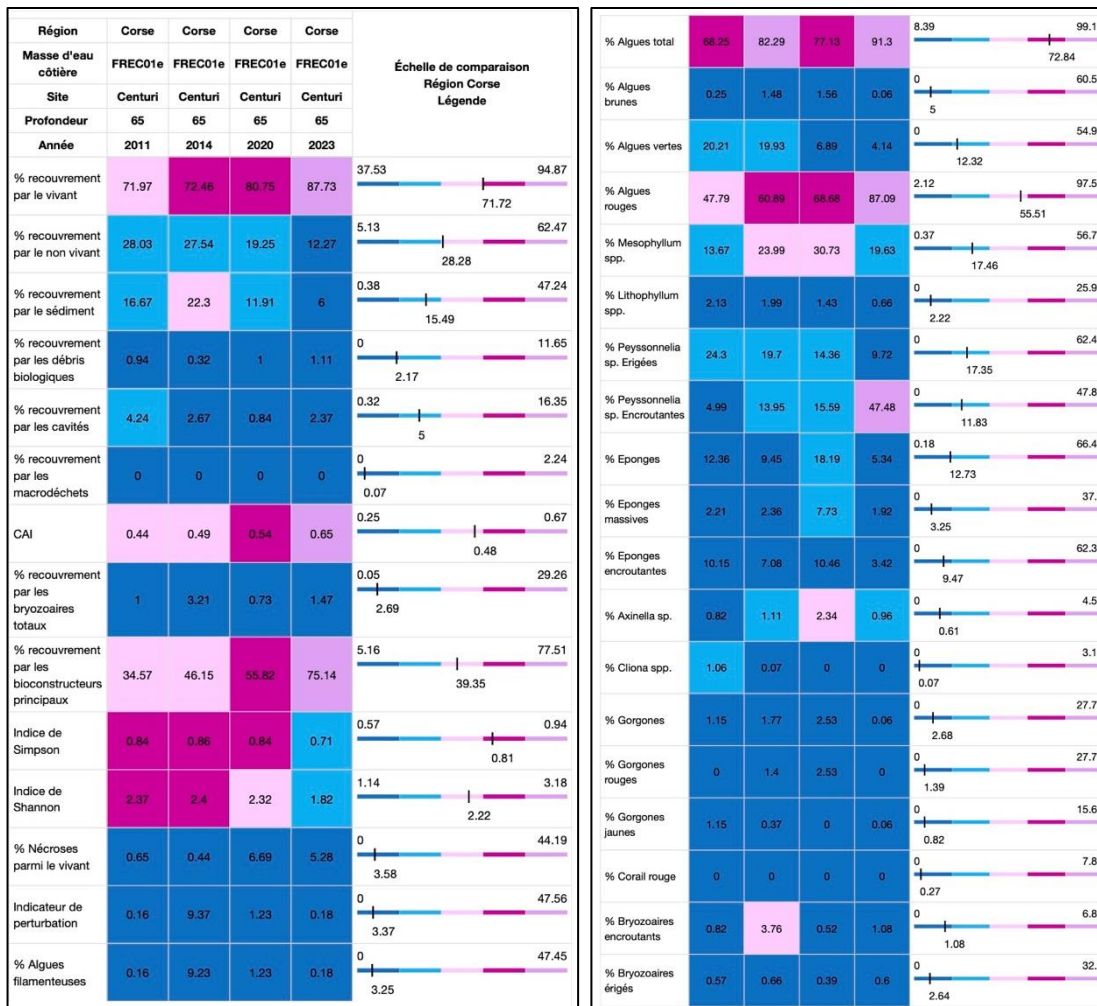 Région Corse Corse Corse Corse
Masse d'eau
côtière FREC01e FREC01e FREC01e FREC01e
Échelle de comparaison
Région Corse
Légende
Site Centuri Centuri Centuri Centuri
Profondeur 65 65 65 65
Année 2011 2014 2020 2023
% recouvrement
par le vivant 71.97 72.46 80.75 87.73
37.53 94.87
71.72
% recouvrement
par le non vivant 28.03 27.54 19.25 12.27
5.13 62.47
28.28
% recouvrement
par le sédiment 16.67 22.3 11.91 6
0.38 47.24
15.49
% recouvrement
par les débris
biologiques 0.94 0.32 1 1.11
0 11.65
2.17
% recouvrement
par les cavités 4.24 2.67 0.84 2.37
0.32 16.35
5
% recouvrement
par les
macrodéchets 0 0 0 0
0 2.24
0.07
CAI 0.44 0.49 0.54 0.65
0.25 0.67
0.48
% recouvrement
par les
bryozoaires
totaux 1 3.21 0.73 1.47
0.05 29.26
2.69
% recouvrement
par les
bioconstructeurs
principaux 34.57 46.15 55.82 75.14
5.16 77.51
39.35
Indice de
Simpson 0.84 0.86 0.84 0.71
0.57 0.94
0.81
Indice de
Shannon 2.37 2.4 2.32 1.82
1.14 3.18
2.22
% Nécroses
parmi le vivant 0.65 0.44 6.69 5.28
0 44.19
3.58
Indicateur de
perturbation 0.16 9.37 1.23 0.18
0 47.56
3.37
% Algues
filamenteuses 0.16 9.23 1.23 0.18
0 47.45
3.25
% Algues total 68.25 82.29 77.13 91.3
8.39 99.1
72.84
% Algues
brunes 0.25 1.48 1.56 0.06
0 60.5
5
% Algues vertes 20.21 19.93 6.89 4.14
0 54.9
12.32
% Algues
rouges 47.79 60.89 68.68 87.09
2.12 97.5
55.51
% Mesophyllum
spp. 13.67 23.99 30.73 19.63
0.37 56.7
17.46
% Lithophyllum
spp. 2.13 1.99 1.43 0.66
0 25.9
2.22
% Peyssonnelia
sp. Erigées 24.3 19.7 14.36 9.72
0 62.4
17.35
% Peyssonnelia
sp. Encroutantes 4.99 13.95 15.59 47.48
0 47.8
11.83
% Eponges 12.36 9.45 18.19 5.34
0.18 66.4
12.73
% Eponges
massives 2.21 2.36 7.73 1.92
0 37.
3.25
% Eponges
encroutantes 10.15 7.08 10.46 3.42
0 62.3
9.47
% Axinella sp. 0.82 1.11 2.34 0.96
0 4.5
0.61
% Cliona spp. 1.06 0.07 0 0
0 3.1
0.07
% Gorgones 1.15 1.77 2.53 0.06
0 27.7
2.68
% Gorgones
rouges 0 1.4 2.53 0
0 27.7
1.39
% Gorgones
jaunes 1.15 0.37 0 0.06
0 15.6
0.82
% Corail rouge 0 0 0 0
0 7.8
0.27
% Bryozoaires
encroutants 0.82 3.76 0.52 1.08
0 6.8
1.08
% Bryozoaires
érigés 0.57 0.66 0.39 0.6
0 32.
2.64